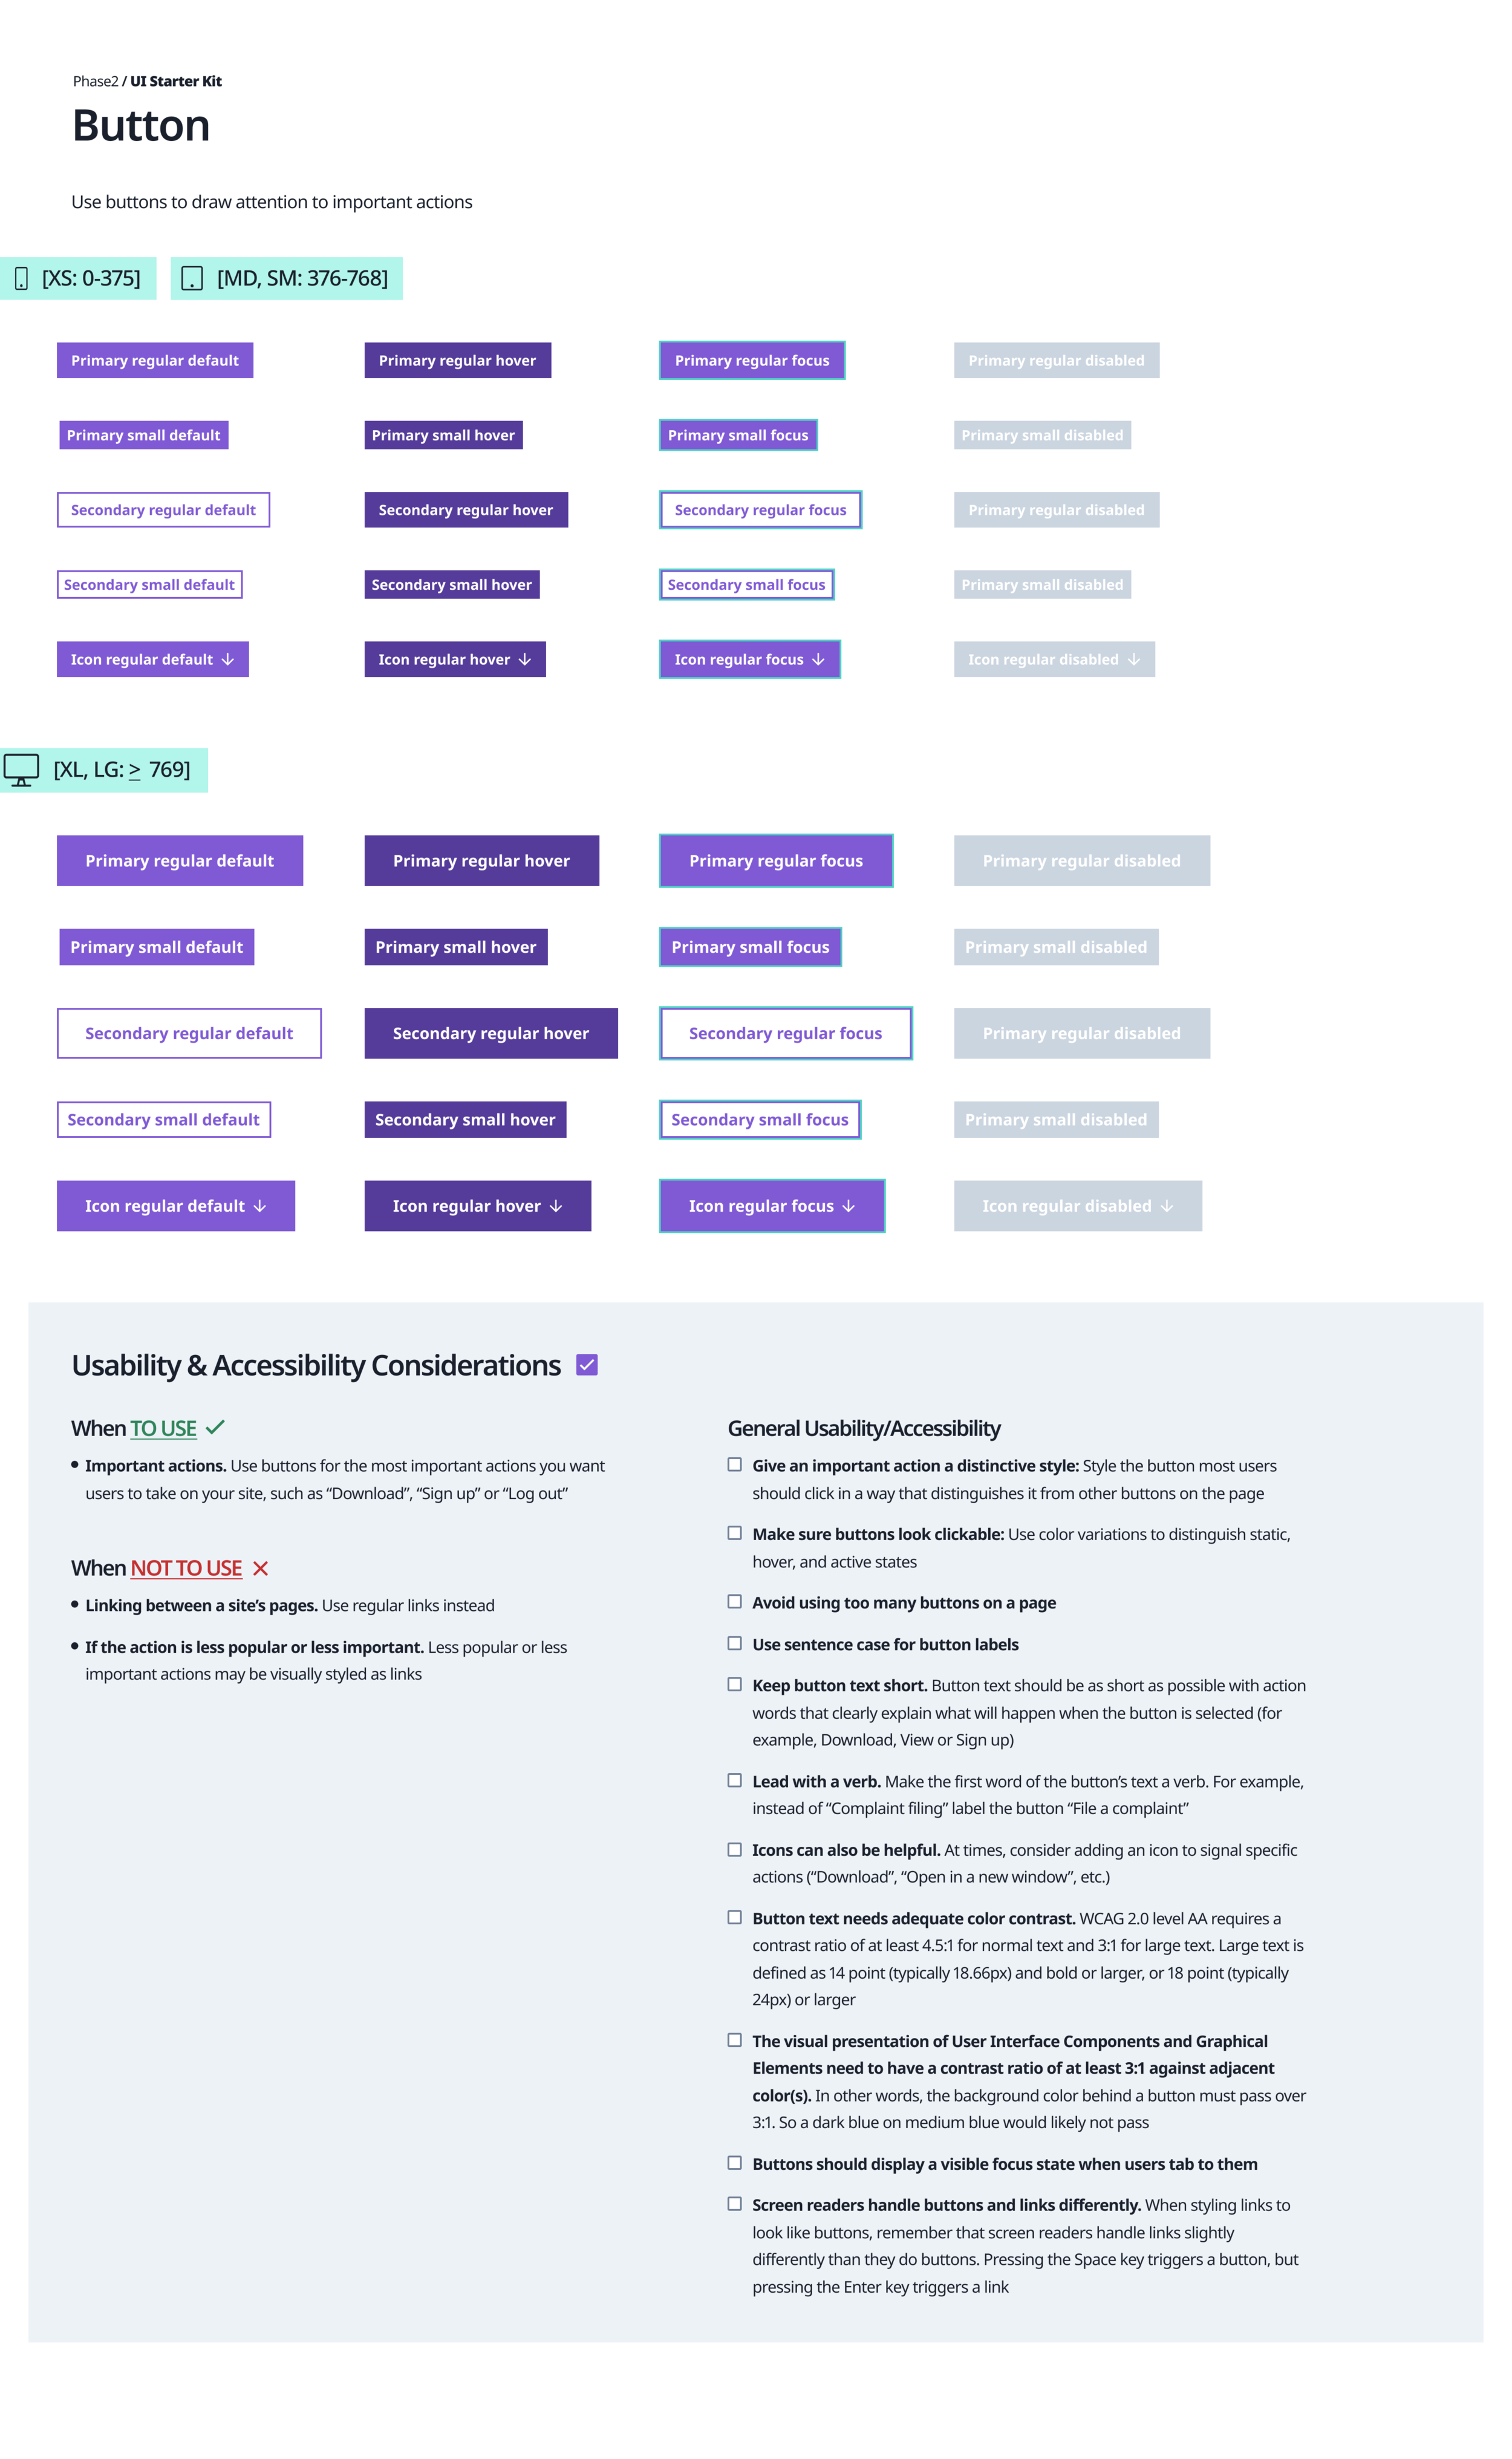 Phase2 / UI Starter Kit
Button
Use buttons to draw attention to important actions
[XS: 0-375] [MD, SM: 376-768]
Primary regular default Primary regular hover Primary regular focus Primary regular disabled
Primary small default Primary small hover Primary small focus Primary small disabled
Secondary regular default Secondary regular hover Secondary regular focus Primary regular disabled
Secondary small default Secondary small hover Secondary small focus Primary small disabled
Icon regular default ↓ Icon regular hover ↓ Icon regular focus ↓ Icon regular disabled ↓
[XL, LG: > 769]
Primary regular default Primary regular hover Primary regular focus Primary regular disabled
Primary small default Primary small hover Primary small focus Primary small disabled
Secondary regular default Secondary regular hover Secondary regular focus Primary regular disabled
Secondary small default Secondary small hover Secondary small focus Primary small disabled
Icon regular default ↓ Icon regular hover ↓ Icon regular focus ↓ Icon regular disabled ↓
Usability & Accessibility Considerations
When TO USE
• Important actions. Use buttons for the most important actions you want
users to take on your site, such as “Download”, “Sign up” or “Log out”
When NOT TO USE
• Linking between a site’s pages. Use regular links instead
• If the action is less popular or less important. Less popular or less
important actions may be visually styled as links
General Usability/Accessibility
Give an important action a distinctive style: Style the button most users
should click in a way that distinguishes it from other buttons on the page
Make sure buttons look clickable: Use color variations to distinguish static,
hover, and active states
Avoid using too many buttons on a page
Use sentence case for button labels
Keep button text short. Button text should be as short as possible with action
words that clearly explain what will happen when the button is selected (for
example, Download, View or Sign up)
Lead with a verb. Make the first word of the button’s text a verb. For example,
instead of “Complaint filing” label the button “File a complaint”
Icons can also be helpful. At times, consider adding an icon to signal specific
actions (“Download”, “Open in a new window”, etc.)
Button text needs adequate color contrast. WCAG 2.0 level AA requires a
contrast ratio of at least 4.5:1 for normal text and 3:1 for large text. Large text is
defined as 14 point (typically 18.66px) and bold or larger, or 18 point (typically
24px) or larger
The visual presentation of User Interface Components and Graphical
Elements need to have a contrast ratio of at least 3:1 against adjacent
color(s). In other words, the background color behind a button must pass over
3:1. So a dark blue on medium blue would likely not pass
Buttons should display a visible focus state when users tab to them
Screen readers handle buttons and links differently. When styling links to
look like buttons, remember that screen readers handle links slightly
differently than they do buttons. Pressing the Space key triggers a button, but
pressing the Enter key triggers a link